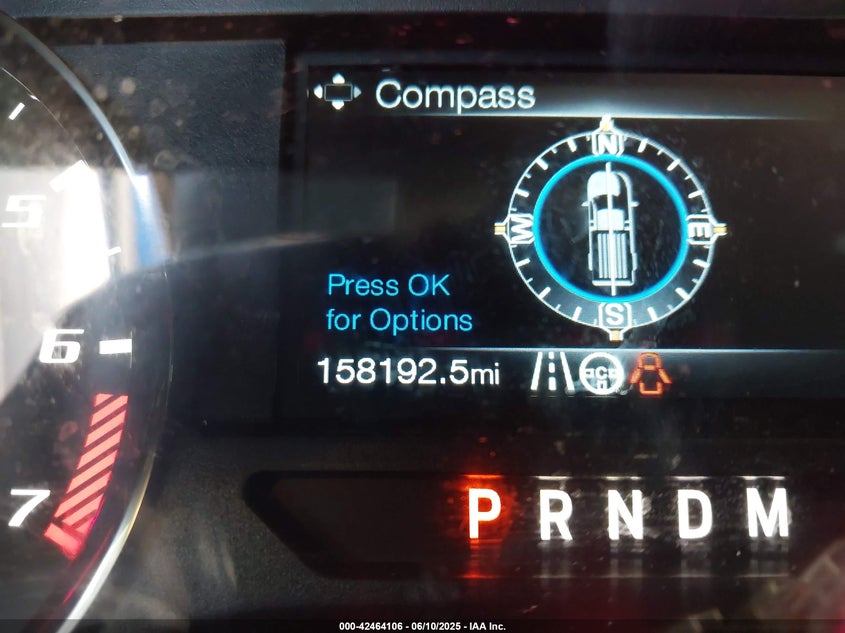 Compass
N
W E
S
Press OK
for Options
158192.5mi
5
6
7
P R N D M
000-42464106 - 06/10/2025 - IAA Inc.